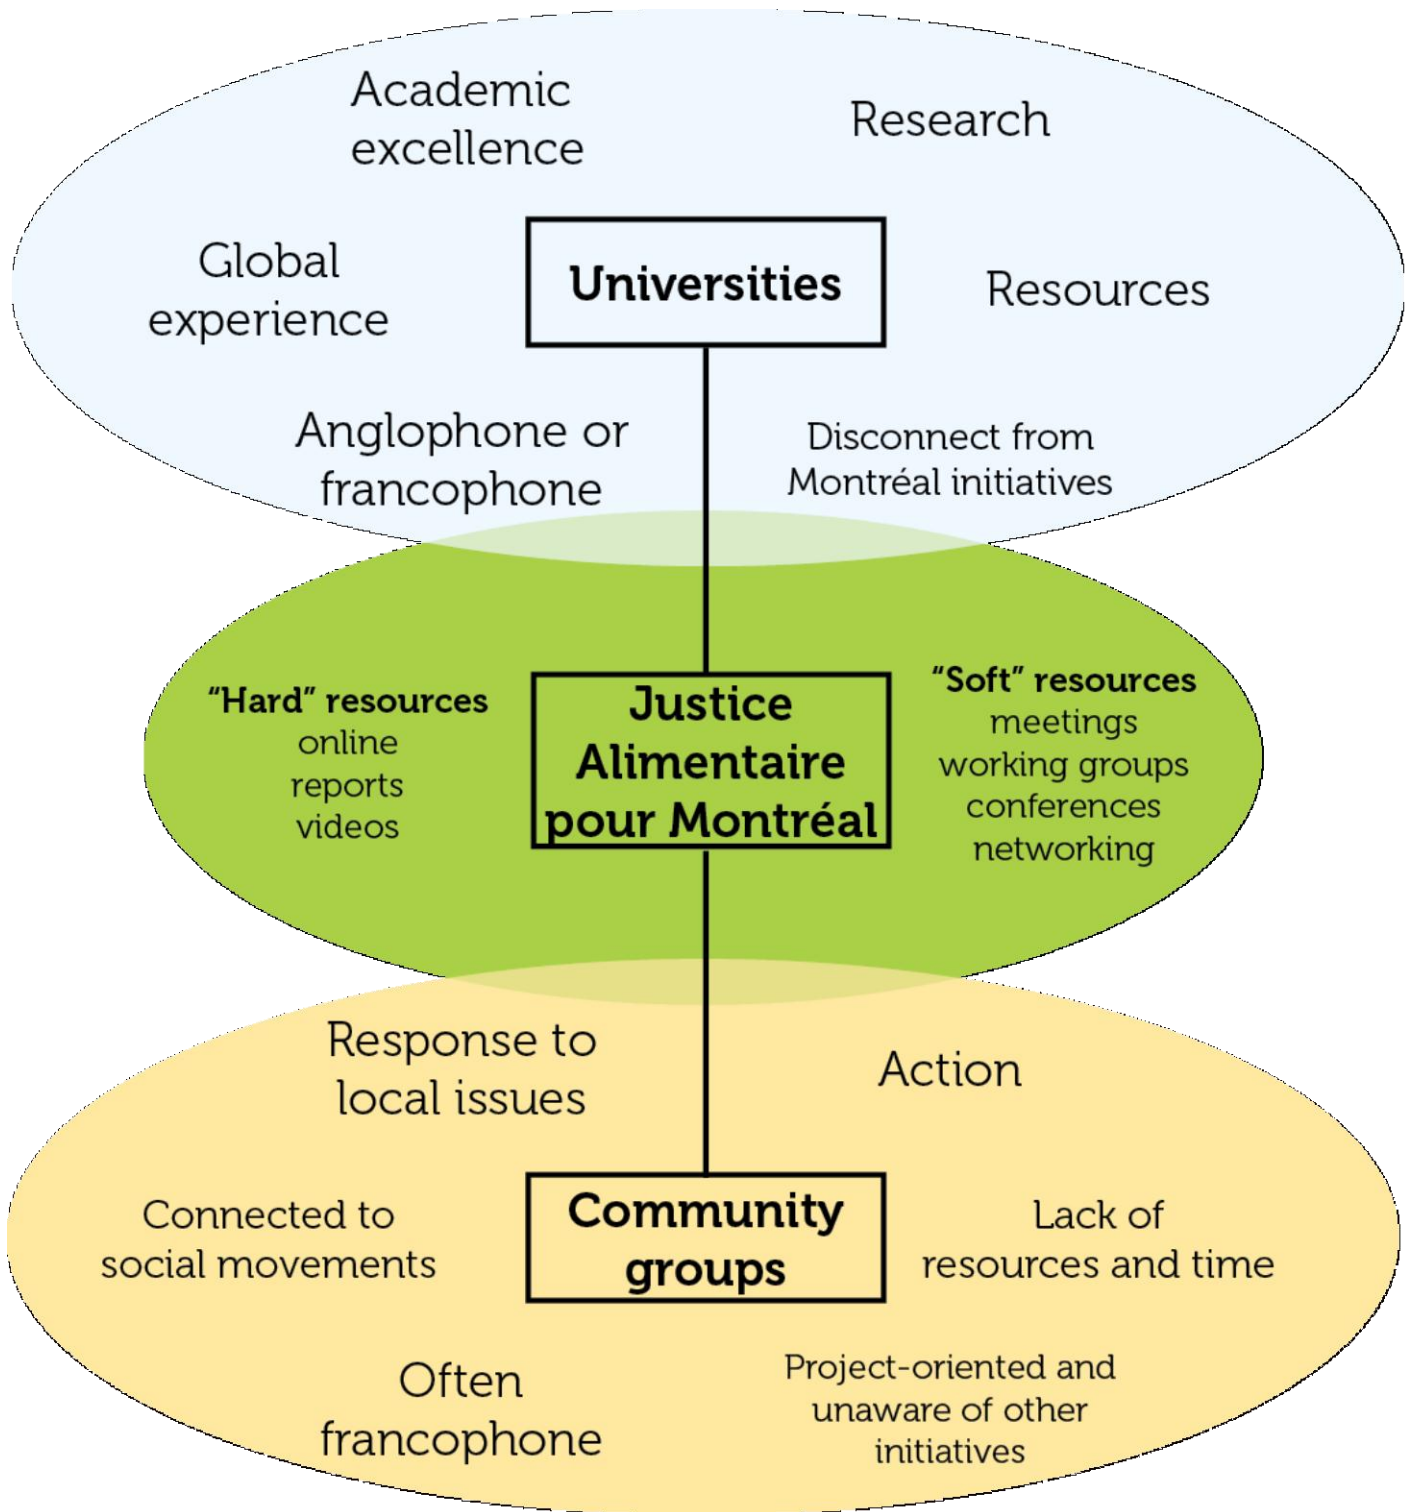 Academic
excellence
Research
Global
experience
Universities
Resources
Anglophone or
francophone
Disconnect from
Montréal initiatives
“Hard” resources
online
reports
videos
Justice
Alimentaire
pour Montréal
“Soft” resources
meetings
working groups
conferences
networking
Response to
local issues
Action
Connected to
social movements
Community
groups
Lack of
resources and time
Often
francophone
Project-oriented and
unaware of other
initiatives